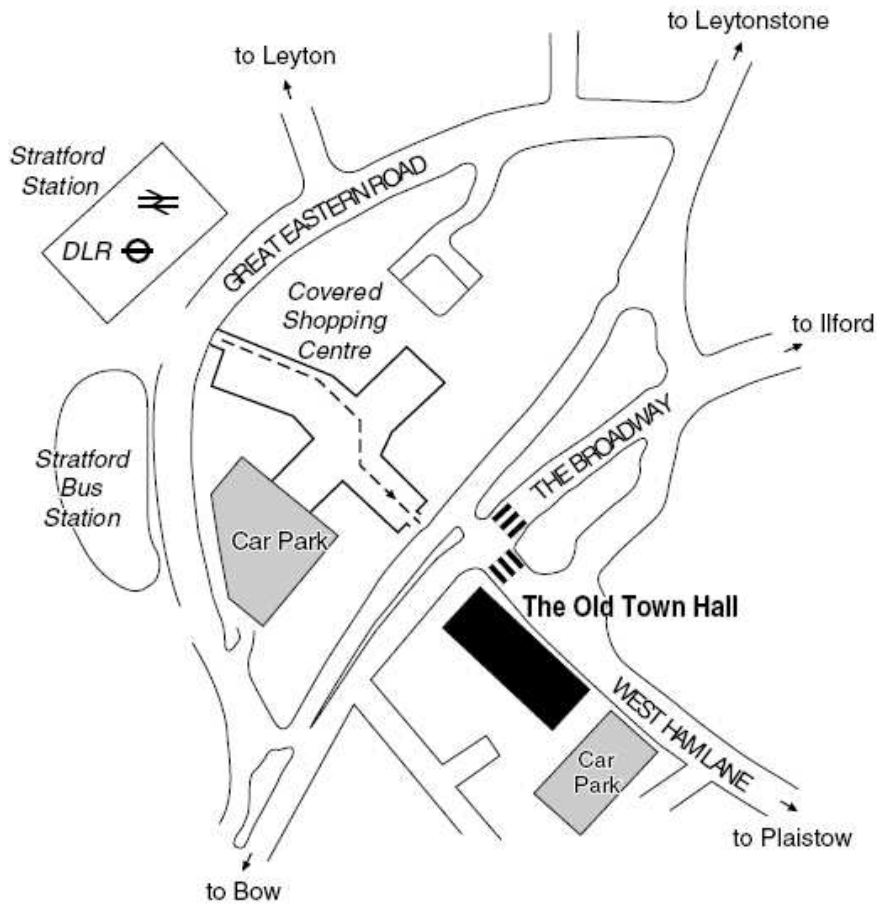 to Leytonstone
to Leyton
Stratford
Station
DLR
GREAT EASTERN ROAD
Covered
Shopping
Centre
to Ilford
THE BROADWAY
Stratford
Bus
Station
Car Park
The Old Town Hall
WEST HAM LANE
Car
Park
to Plaistow
to Bow